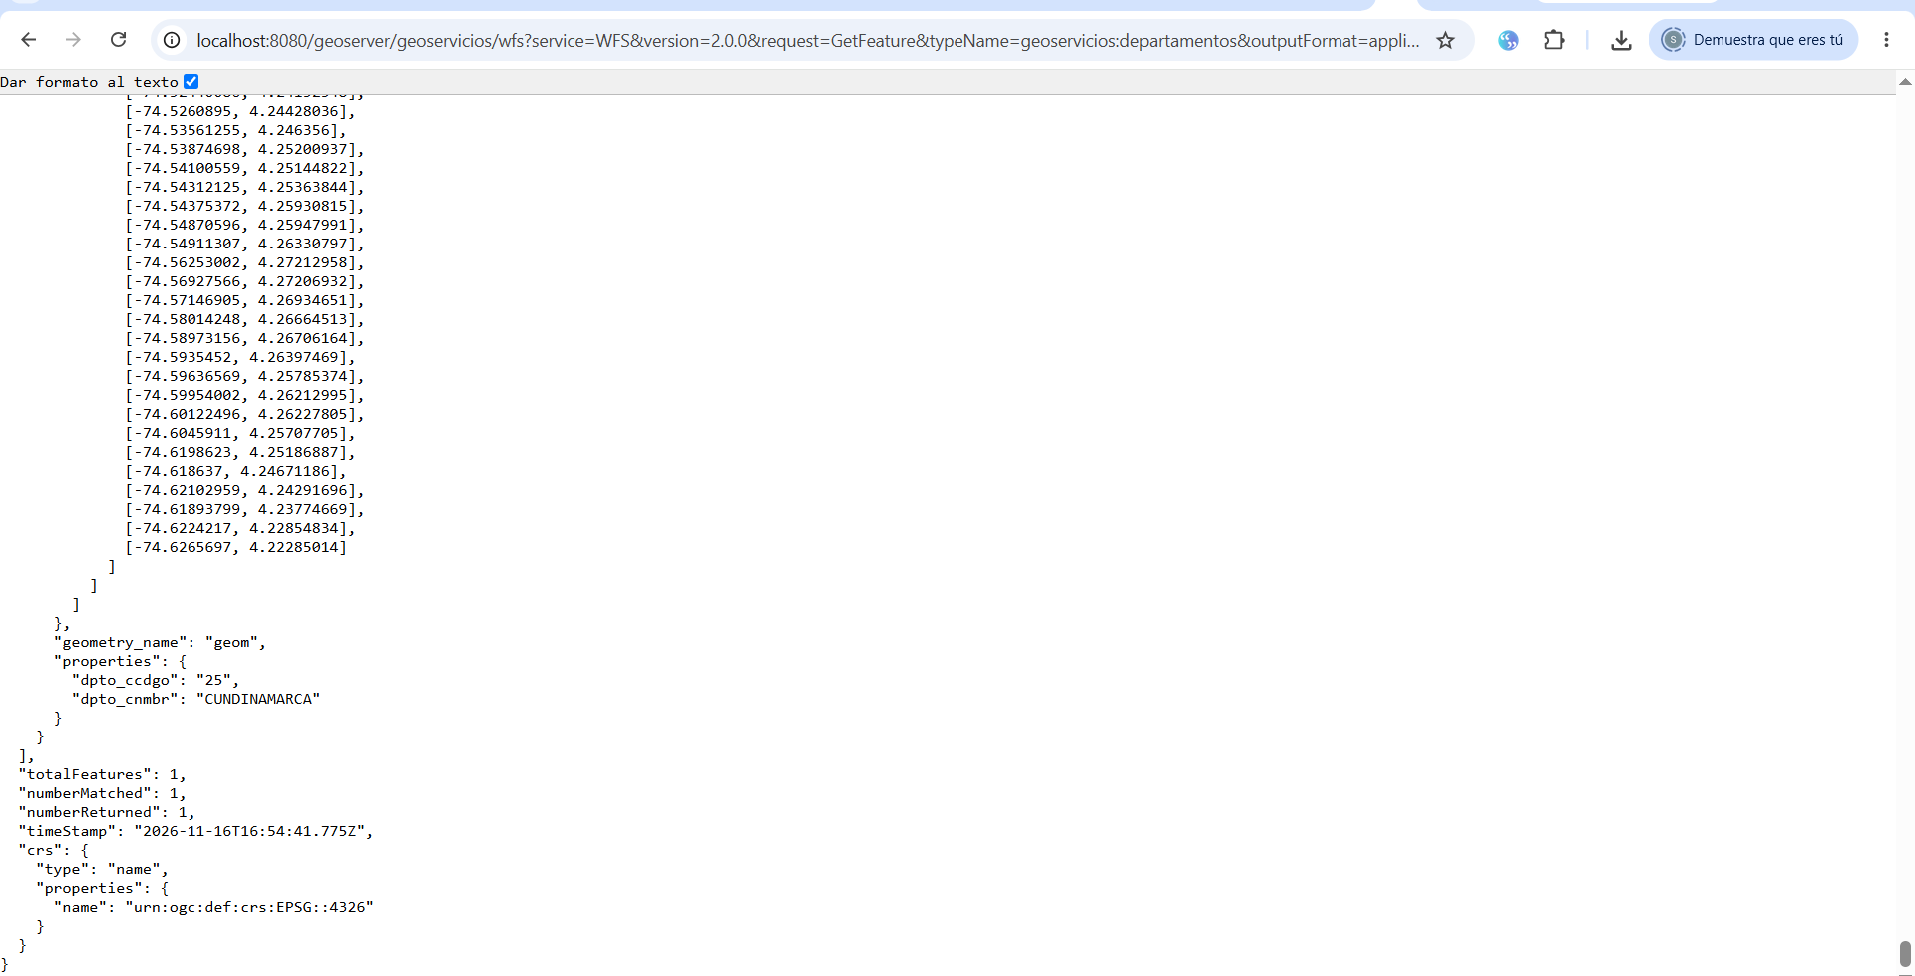 localhost:8080/geoserver/geoservicios/wfs?service=WFS&version=2.0.0&request=GetFeature&typeName=geoservicios:departamentos&outputFormat=appli...
S
Demuestra que eres tú
Dar formato al texto
[-74.5260895, 4.24428036],
[-74.53561255, 4.246356],
[-74.53874698, 4.25200937],
[-74.54100559, 4.25144822],
[-74.54312125, 4.25363844],
[-74.54375372, 4.25930815],
[-74.54870596, 4.25947991],
[-74.54911307, 4.26330797],
[-74.56253002, 4.27212958],
[-74.56927566, 4.27206932],
[-74.57146905, 4.26934651],
[-74.58014248, 4.26664513],
[-74.58973156, 4.26706164],
[-74.5935452, 4.26397469],
[-74.59636569, 4.25785374],
[-74.59954002, 4.26212995],
[-74.60122496, 4.26227805],
[-74.6045911, 4.25707705],
[-74.6198623, 4.25186887],
[-74.618637, 4.24671186],
[-74.62102959, 4.24291696],
[-74.61893799, 4.23774669],
[-74.6224217, 4.22854834],
[-74.6265697, 4.22285014]
]
]
]
},
"geometry_name": "geom",
"properties": {
"dpto_ccdgo": "25",
"dpto_cnmbr": "CUNDINAMARCA"
}
}
],
"totalFeatures": 1,
"numberMatched": 1,
"numberReturned": 1,
"timeStamp": "2026-11-16T16:54:41.775Z",
"crs": {
"type": "name",
"properties": {
"name": "urn:ogc:def:crs:EPSG::4326"
}
}
}